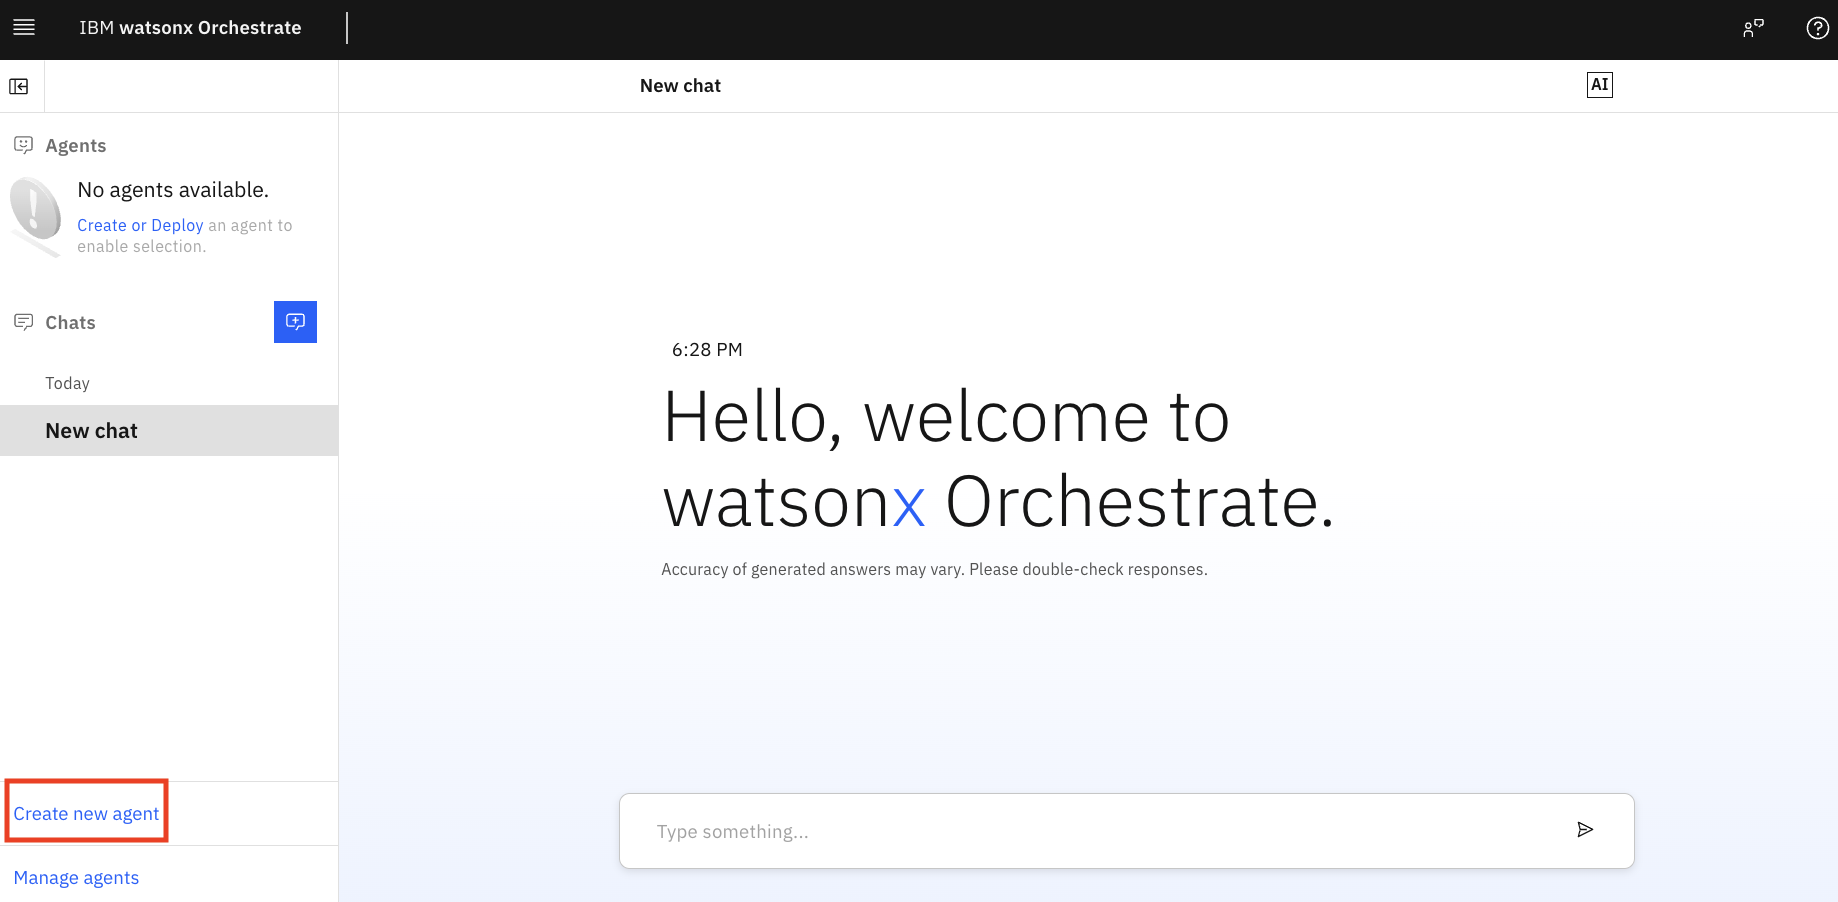 IBM watsonx Orchestrate
New chat
AI
Agents
No agents available.
Create or Deploy an agent to
enable selection.
Chats
Today
New chat
6:28 PM
Hello, welcome to
watsonx Orchestrate.
Accuracy of generated answers may vary. Please double-check responses.
Type something...
Create new agent
Manage agents